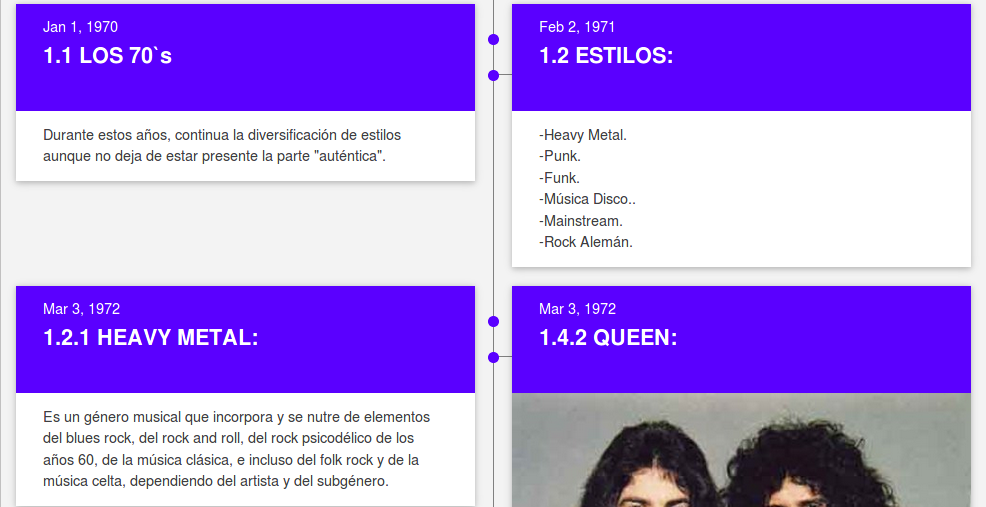 Jan 1, 1970
1.1 LOS 70`s
Durante estos años, continua la diversificación de estilos
aunque no deja de estar presente la parte "auténtica".
Feb 2, 1971
1.2 ESTILOS:
-Heavy Metal.
-Punk.
-Funk.
-Música Disco..
-Mainstream.
-Rock Alemán.
Mar 3, 1972
1.2.1 HEAVY METAL:
Es un género musical que incorpora y se nutre de elementos
del blues rock, del rock and roll, del rock psicodélico de los
años 60, de la música clásica, e incluso del folk rock y de la
música celta, dependiendo del artista y del subgénero.
Mar 3, 1972
1.4.2 QUEEN: